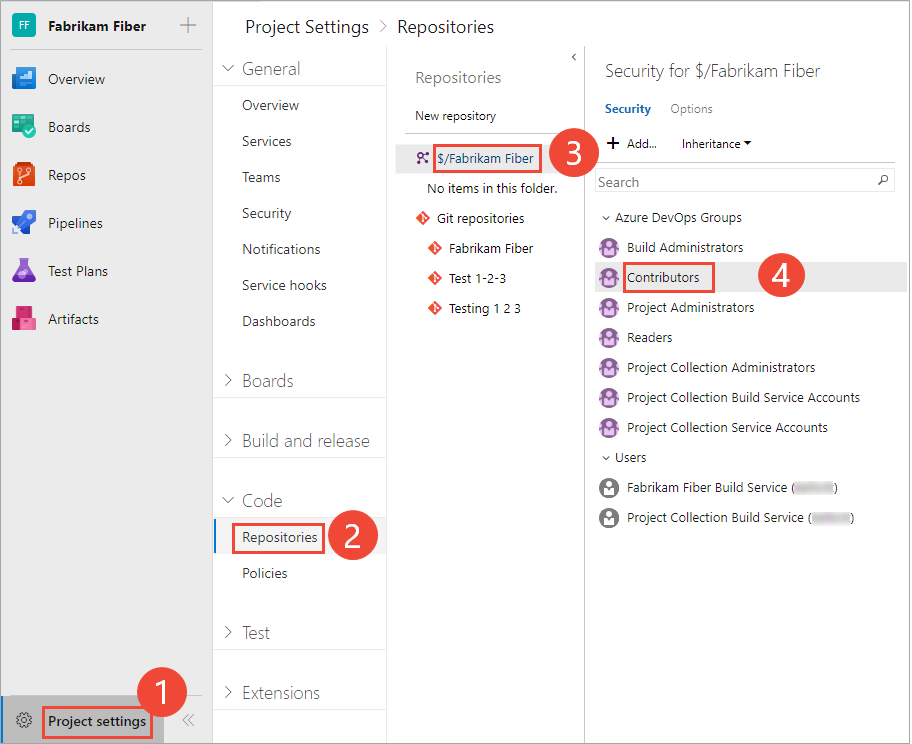 FF
Fabrikam Fiber
Overview
Boards
Repos
Pipelines
Test Plans
Artifacts
1
Project settings
Project Settings > Repositories
General
Overview
Services
Teams
Security
Notifications
Service hooks
Dashboards
Boards
Build and release
Code
Repositories
2
Policies
Test
Extensions
Repositories
New repository
$/Fabrikam Fiber
3
No items in this folder.
Git repositories
Fabrikam Fiber
Test 1-2-3
Testing 1 2 3
Security for $/Fabrikam Fiber
Security Options
+ Add... Inheritance
Search
Azure DevOps Groups
Build Administrators
Contributors
4
Project Administrators
Readers
Project Collection Administrators
Project Collection Build Service Accounts
Project Collection Service Accounts
Users
Fabrikam Fiber Build Service ( )
Project Collection Build Service ( )